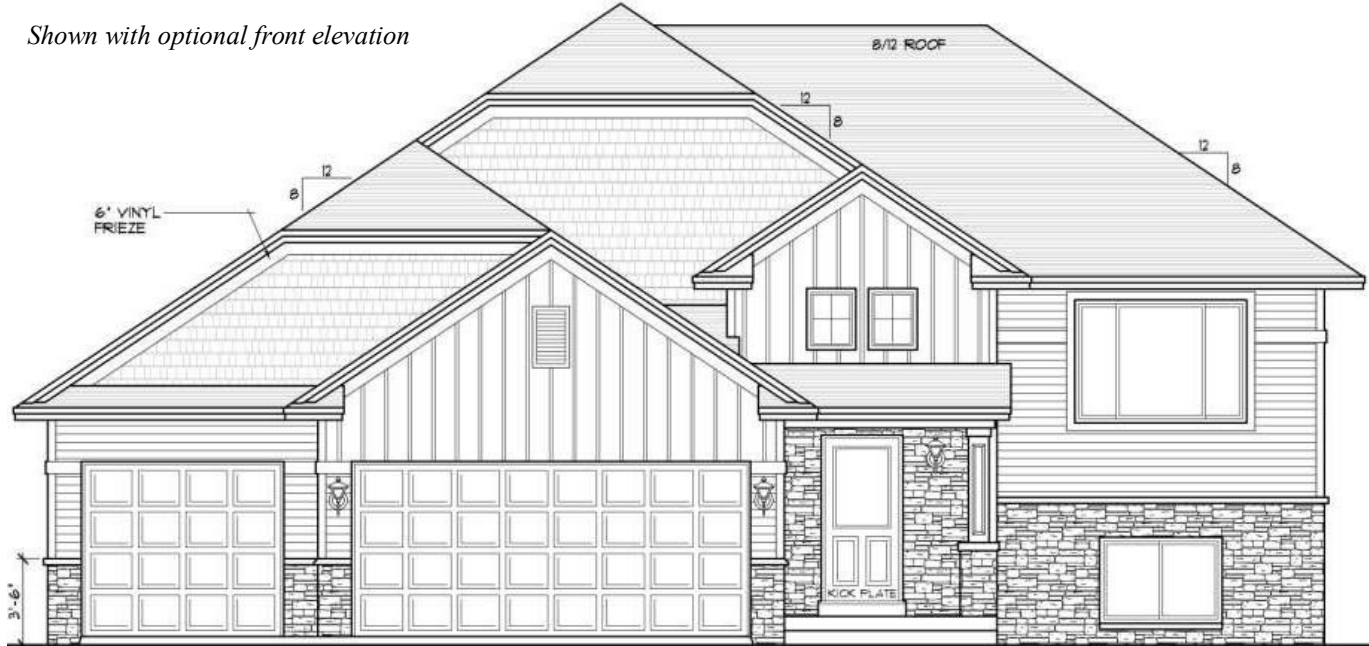 Shown with optional front elevation
8/12 ROOF
12
8
12
8
12
8
6" VINYL
FRIEZE
KICK PLATE
3'-6"